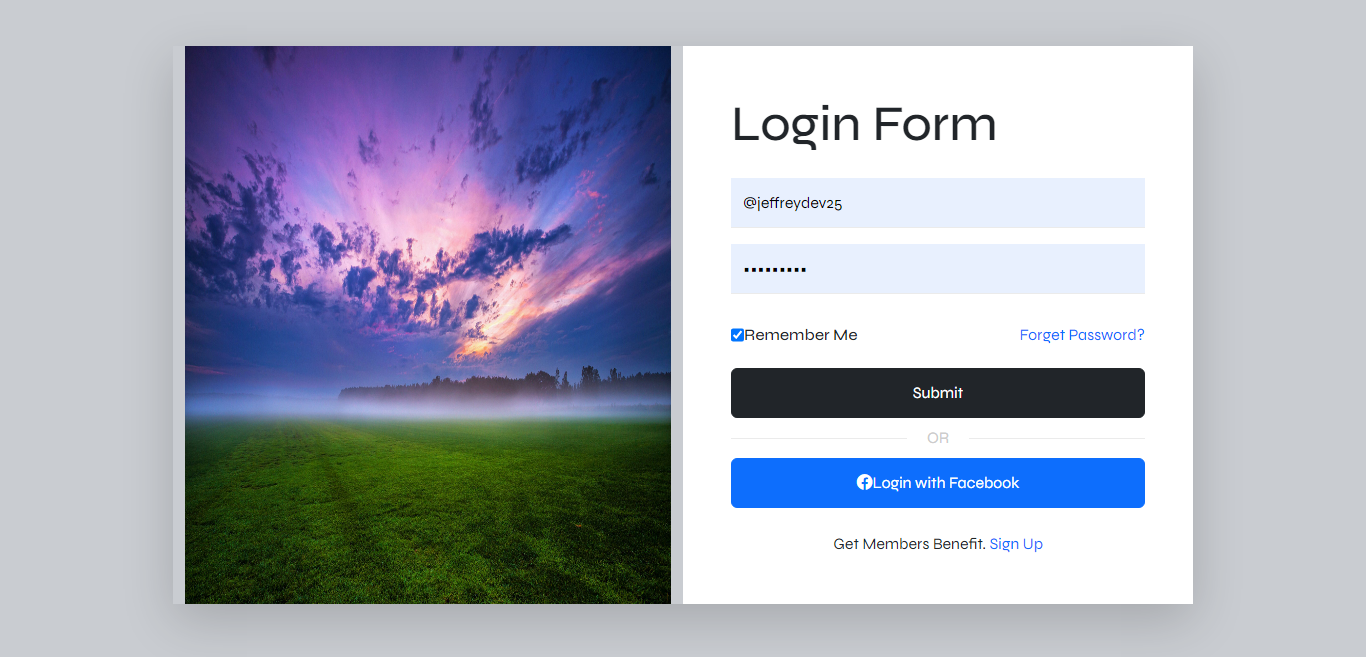 Login Form
@jeffreydev25
•••••••••
Remember Me
Forget Password?
Submit
OR
Login with Facebook
Get Members Benefit. Sign Up